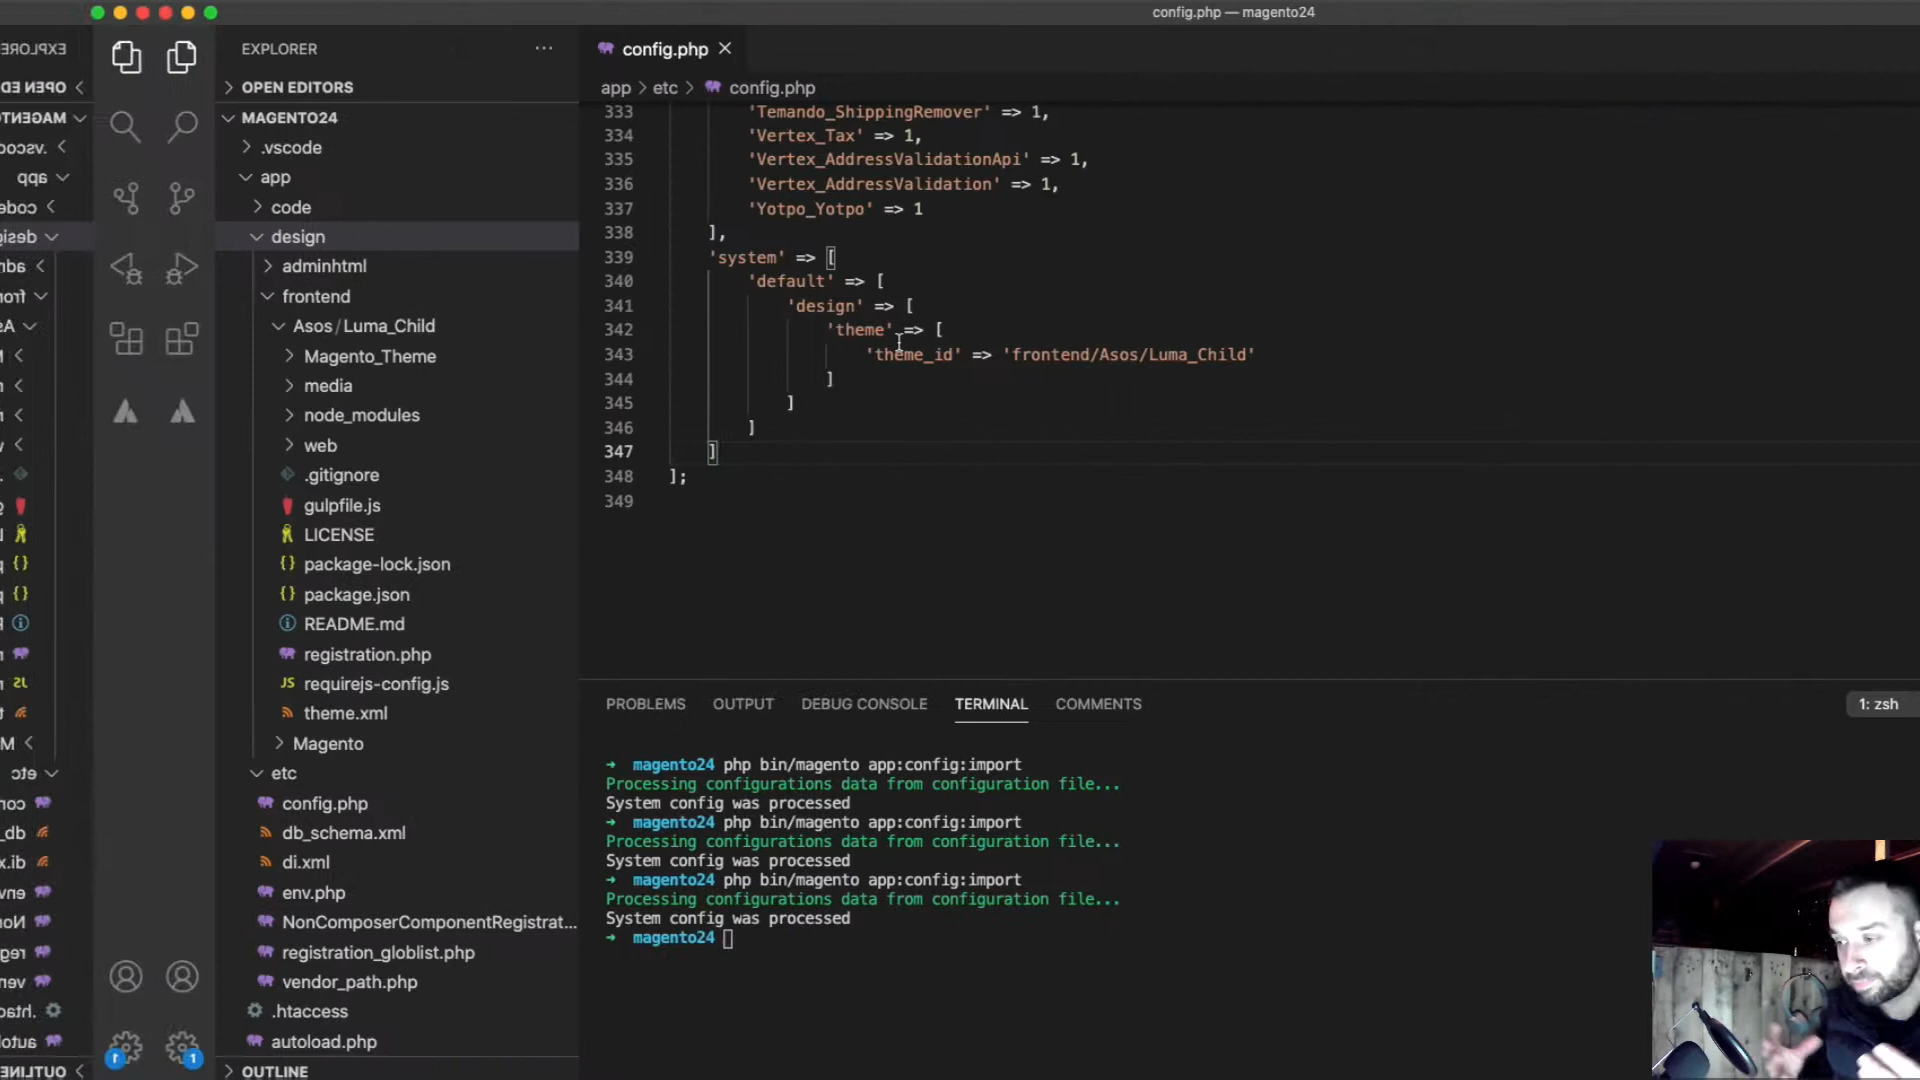 config.php — magento24
EXPLORER
OPEN EDITORS
MAGENTO24
.vscode
app
code
design
adminhtml
frontend
Asos / Luma_Child
Magento_Theme
media
node_modules
web
.gitignore
gulpfile.js
LICENSE
package-lock.json
package.json
README.md
registration.php
requirejs-config.js
theme.xml
Magento
etc
config.php
db_schema.xml
di.xml
env.php
NonComposerComponentRegistrat...
registration_globlist.php
vendor_path.php
.htaccess
autoload.php
OUTLINE
config.php
app > etc > config.php
333 'Temando_ShippingRemover' => 1,
334 'Vertex_Tax' => 1,
335 'Vertex_AddressValidationApi' => 1,
336 'Vertex_AddressValidation' => 1,
337 'Yotpo_Yotpo' => 1
338 ],
339 'system' => [
340 'default' => [
341 'design' => [
342 'theme' => [
343 'theme_id' => 'frontend/Asos/Luma_Child'
344 ]
345 ]
346 ]
347 ]
348 ];
349
PROBLEMS OUTPUT DEBUG CONSOLE TERMINAL COMMENTS
1: zsh
→ magento24 php bin/magento app:config:import
Processing configurations data from configuration file...
System config was processed
→ magento24 php bin/magento app:config:import
Processing configurations data from configuration file...
System config was processed
→ magento24 php bin/magento app:config:import
Processing configurations data from configuration file...
System config was processed
→ magento24
1